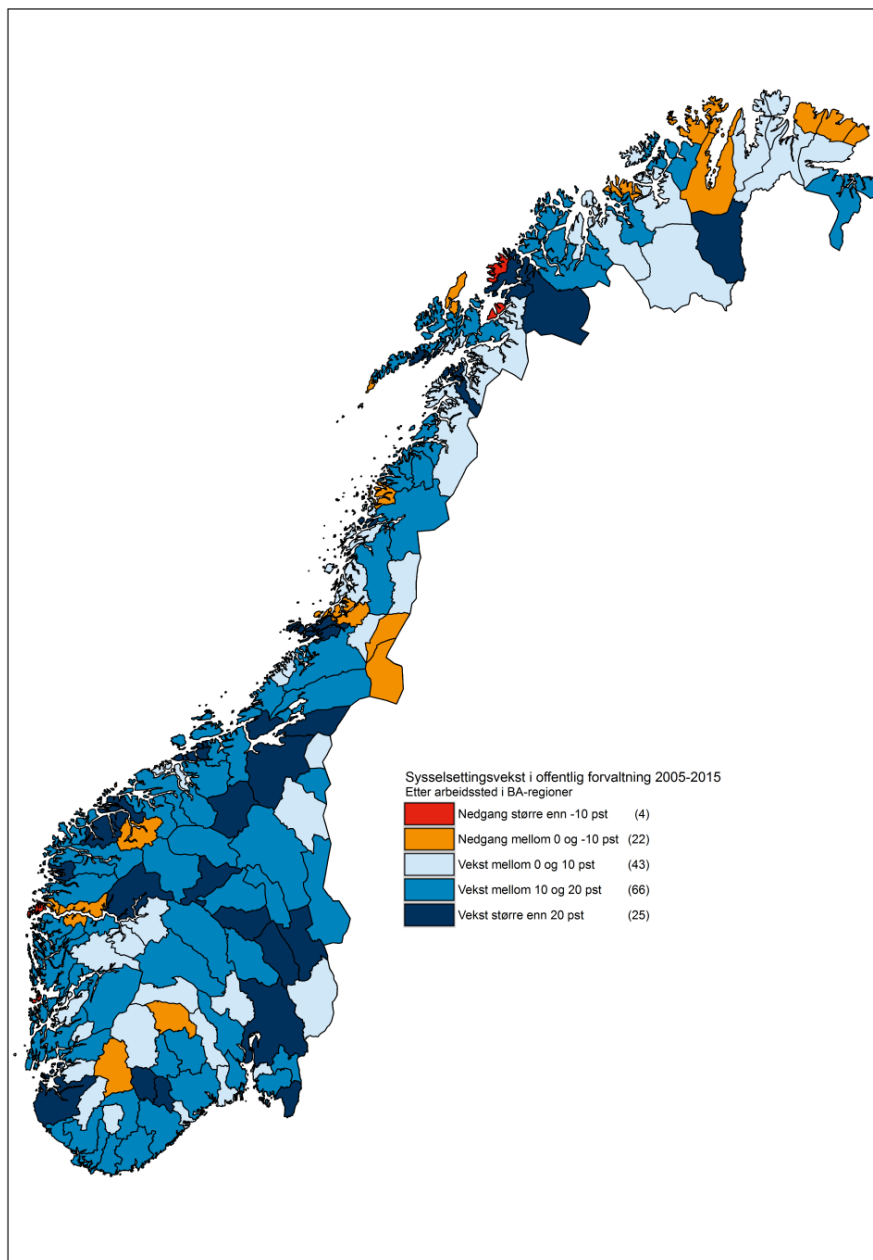 Sysselsettingsvekst i offentlig forvaltning 2005-2015
Etter arbeidssted i BA-regioner
Nedgang større enn -10 pst (4)
Nedgang mellom 0 og -10 pst (22)
Vekst mellom 0 og 10 pst (43)
Vekst mellom 10 og 20 pst (66)
Vekst større enn 20 pst (25)